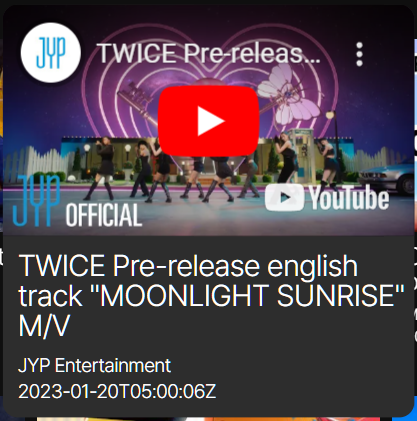 JYP
TWICE Pre-releas...
JYP OFFICIAL
YouTube
TWICE Pre-release english
track "MOONLIGHT SUNRISE"
M/V
JYP Entertainment
2023-01-20T05:00:06Z